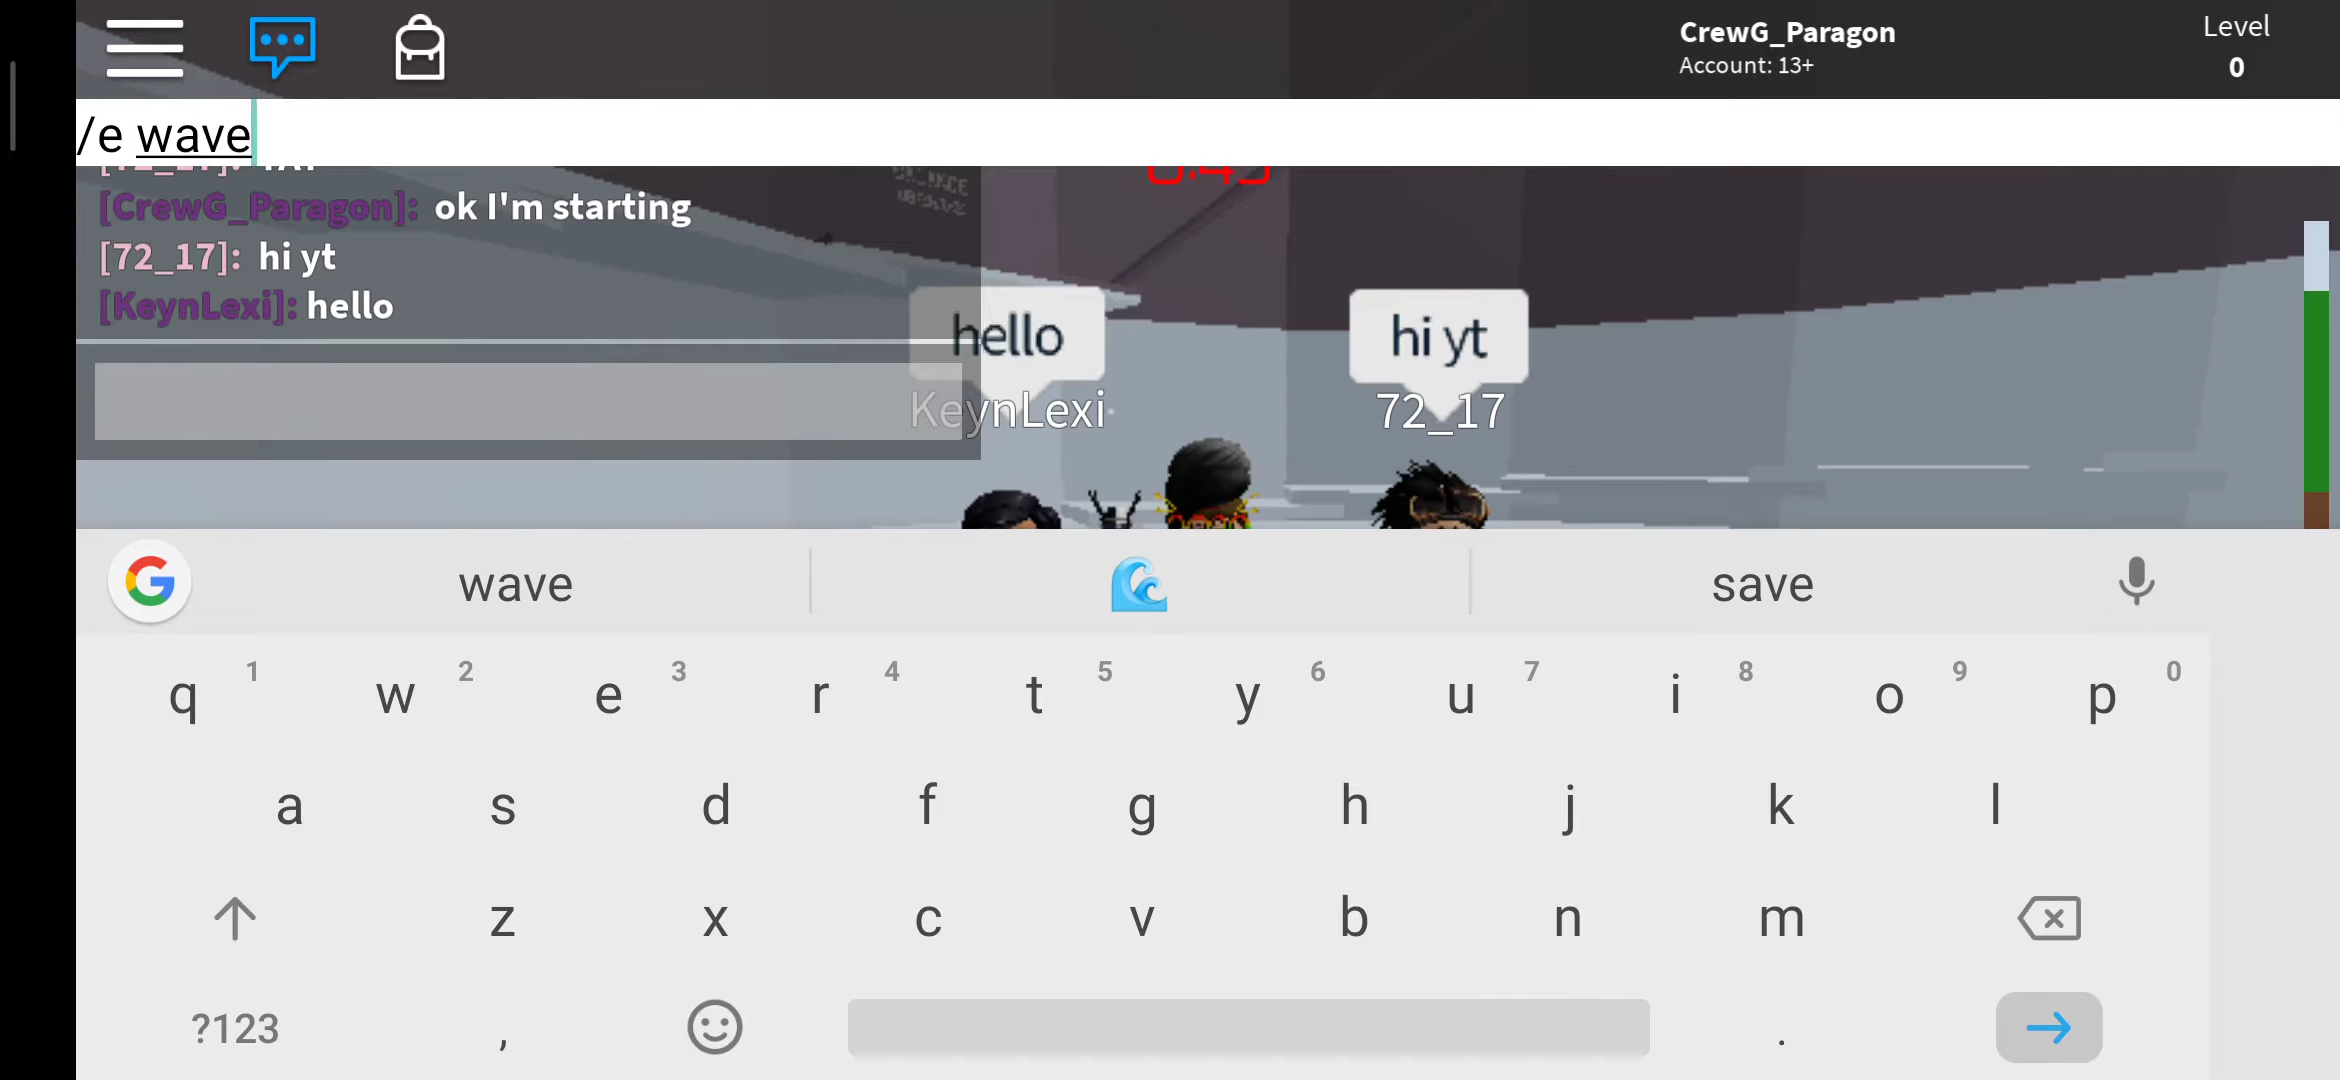 CrewG_Paragon
Account: 13+
Level
0
/e wave
[CrewG_Paragon]: ok I'm starting
[72_17]: hi yt
[KeynLexi]: hello
hello
KeynLexi
hi yt
72_17
wave
save
q 1 w 2 e 3 r 4 t 5 y 6 u 7 i 8 o 9 p 0
a s d f g h j k l
z x c v b n m
?123 , .